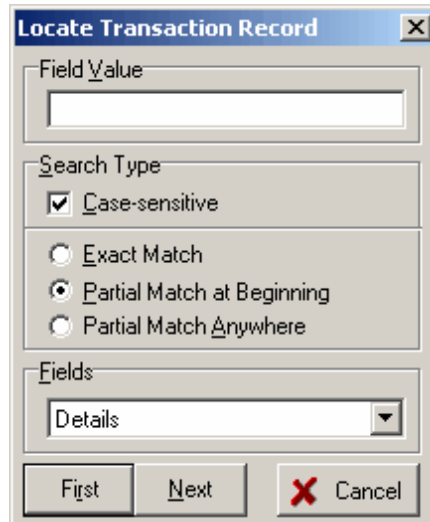 Locate Transaction Record
Field Value
Search Type
Case-sensitive
Exact Match
Partial Match at Beginning
Partial Match Anywhere
Fields
Details
First Next Cancel